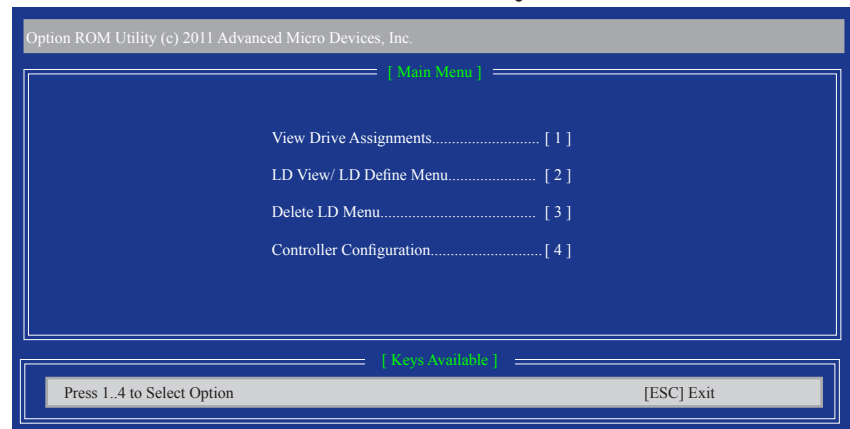 Option ROM Utility (c) 2011 Advanced Micro Devices, Inc.
[ Main Menu ]
View Drive Assignments........................... [ 1 ]
LD View/ LD Define Menu...................... [ 2 ]
Delete LD Menu....................................... [ 3 ]
Controller Configuration............................ [ 4 ]
[ Keys Available ]
Press 1..4 to Select Option [ESC] Exit